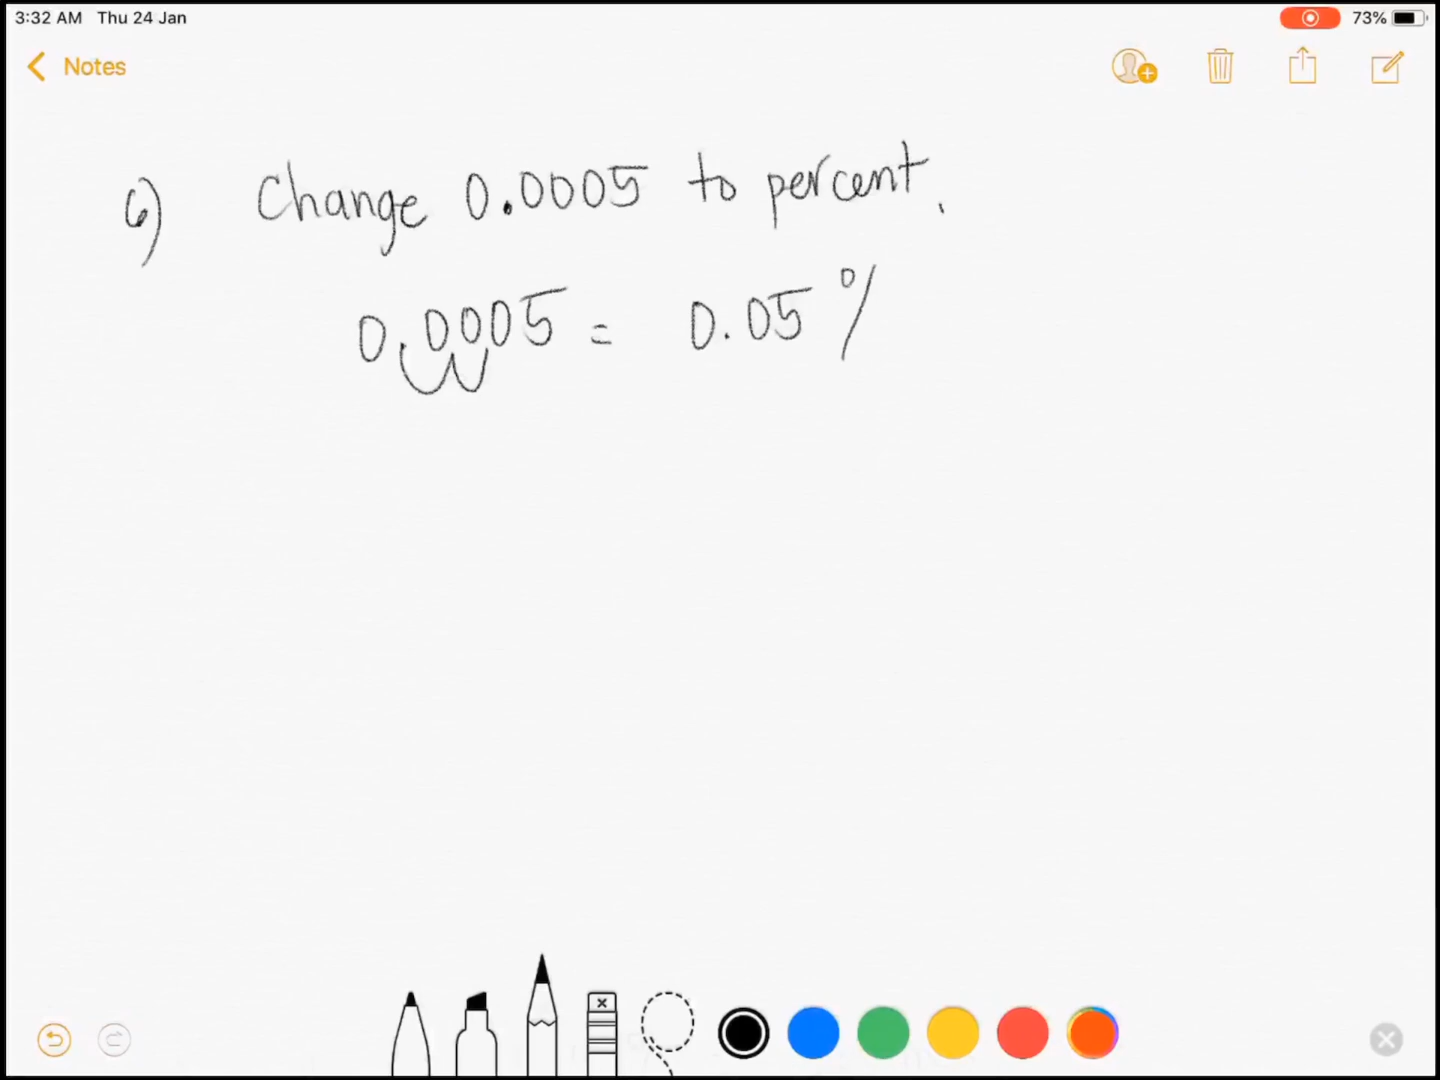 3:32 AM Thu 24 Jan 73%
Notes
6) Change 0.0005 to percent.
0.0005 = 0.05 %